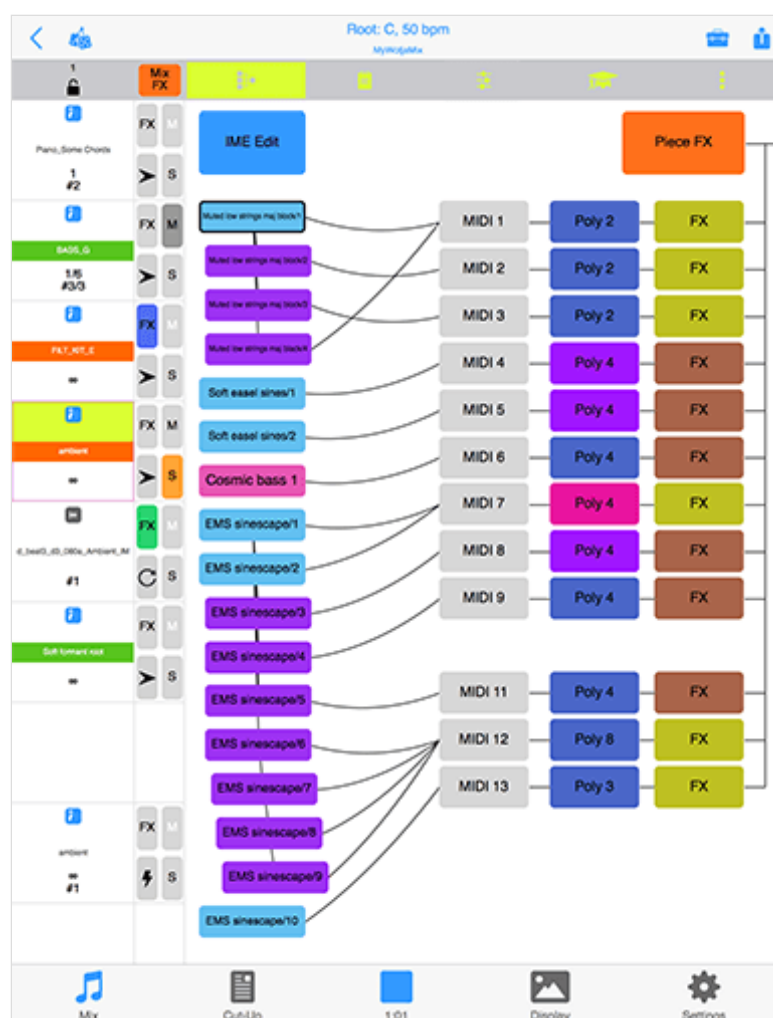 Root: C, 50 bpm
MyWotjaMix
1
Mix
FX
IME Edit
Piece FX
Piano_Some Chords
1
#2
FX M
S
BASS_G
1/6
#3/3
FX M
S
FILT_KIT_E
∞
FX M
S
ambient
∞
FX M
S
d_beat3_d3_080a_Ambient_IM
#1
FX M
S
Soft formant root
∞
FX M
S
ambient
∞
#1
FX M
S
Muted low strings maj block/1
Muted low strings maj block/2
Muted low strings maj block/3
Muted low strings maj block/4
Soft easel sines/1
Soft easel sines/2
Cosmic bass 1
EMS sinescape/1
EMS sinescape/2
EMS sinescape/3
EMS sinescape/4
EMS sinescape/5
EMS sinescape/6
EMS sinescape/7
EMS sinescape/8
EMS sinescape/9
EMS sinescape/10
MIDI 1 Poly 2 FX
MIDI 2 Poly 2 FX
MIDI 3 Poly 2 FX
MIDI 4 Poly 4 FX
MIDI 5 Poly 4 FX
MIDI 6 Poly 4 FX
MIDI 7 Poly 4 FX
MIDI 8 Poly 4 FX
MIDI 9 Poly 4 FX
MIDI 11 Poly 4 FX
MIDI 12 Poly 8 FX
MIDI 13 Poly 3 FX
Mix
Cut-Up
1:01
Display
Settings